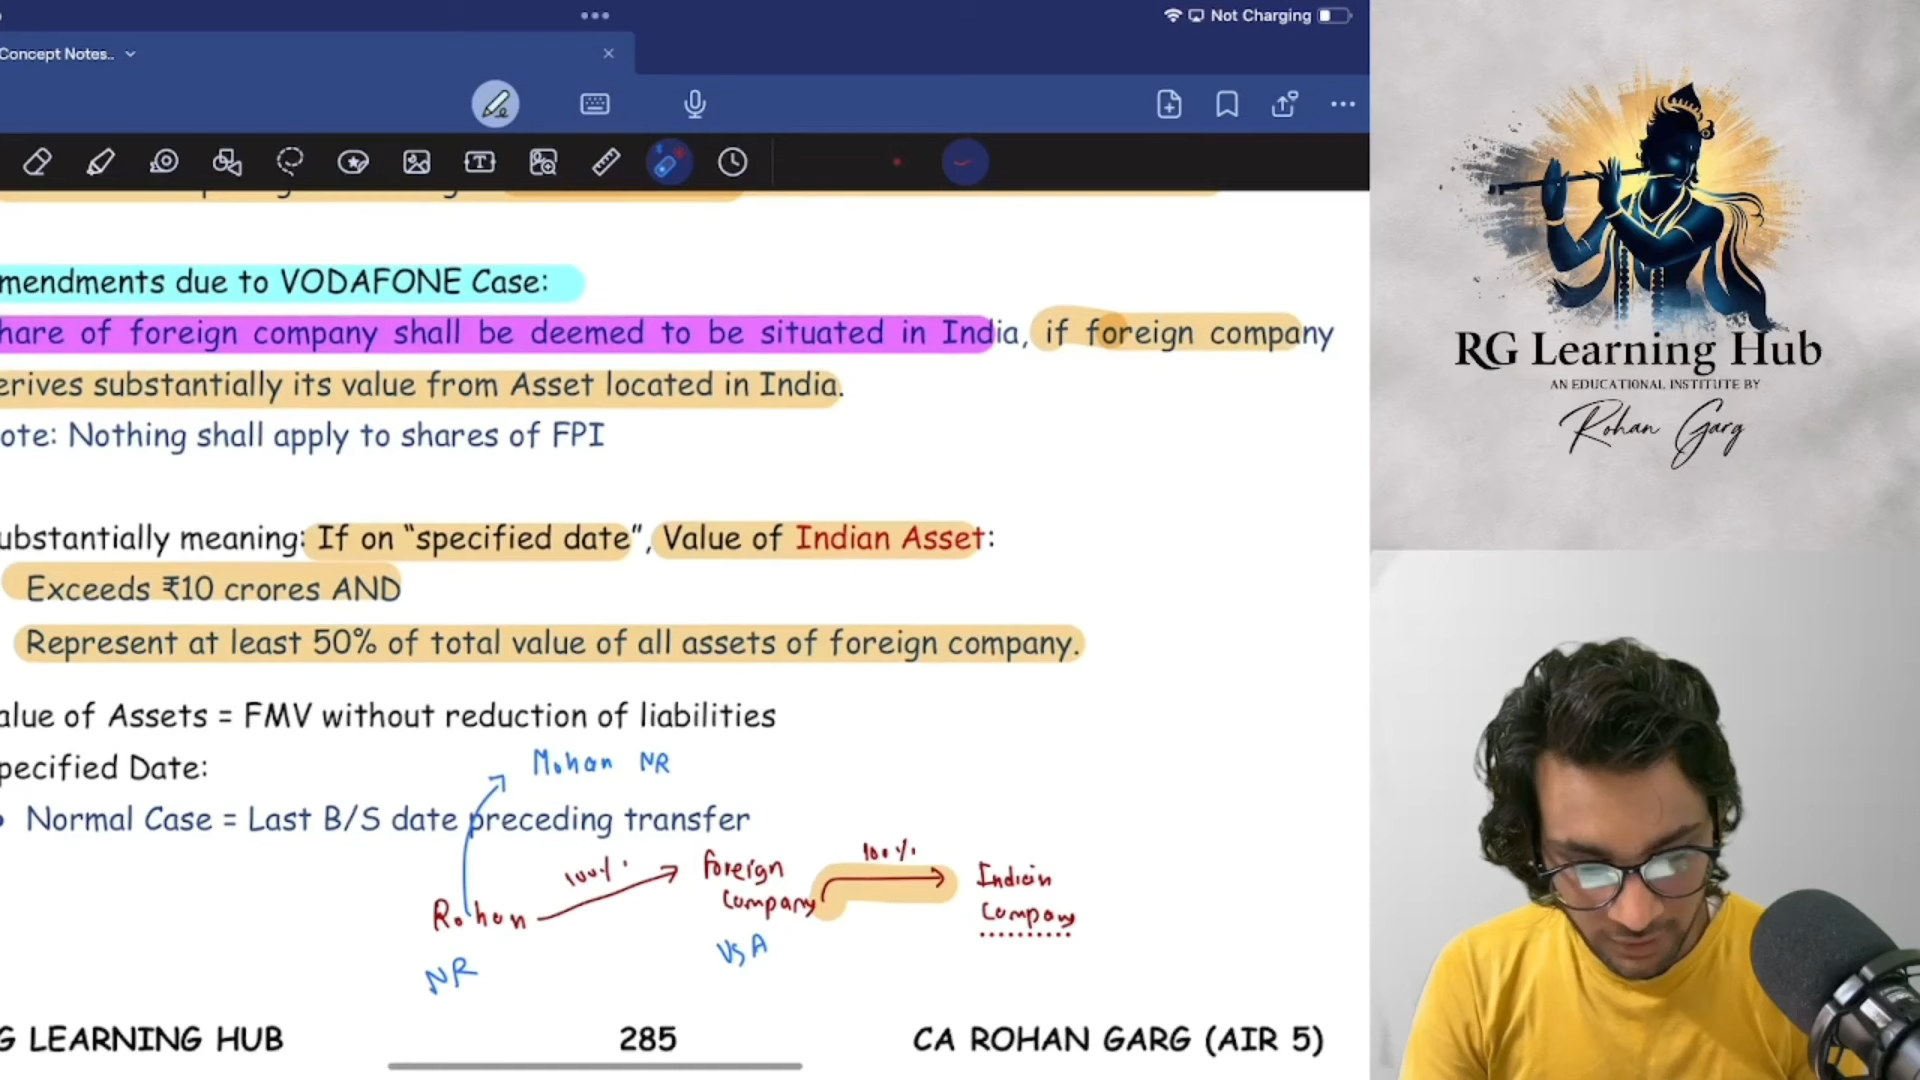 Not Charging
Concept Notes..
mendments due to VODAFONE Case:
hare of foreign company shall be deemed to be situated in India, if foreign company
erives substantially its value from Asset located in India.
ote: Nothing shall apply to shares of FPI
ubstantially meaning: If on “specified date”, Value of Indian Asset:
Exceeds ₹10 crores AND
Represent at least 50% of total value of all assets of foreign company.
alue of Assets = FMV without reduction of liabilities
pecified Date:
Mohan NR
• Normal Case = Last B/S date preceding transfer
Rohan 100% foreign company 100% Indian Company
NR USA
G LEARNING HUB 285 CA ROHAN GARG (AIR 5)
RG Learning Hub
AN EDUCATIONAL INSTITUTE BY
Rohan Garg